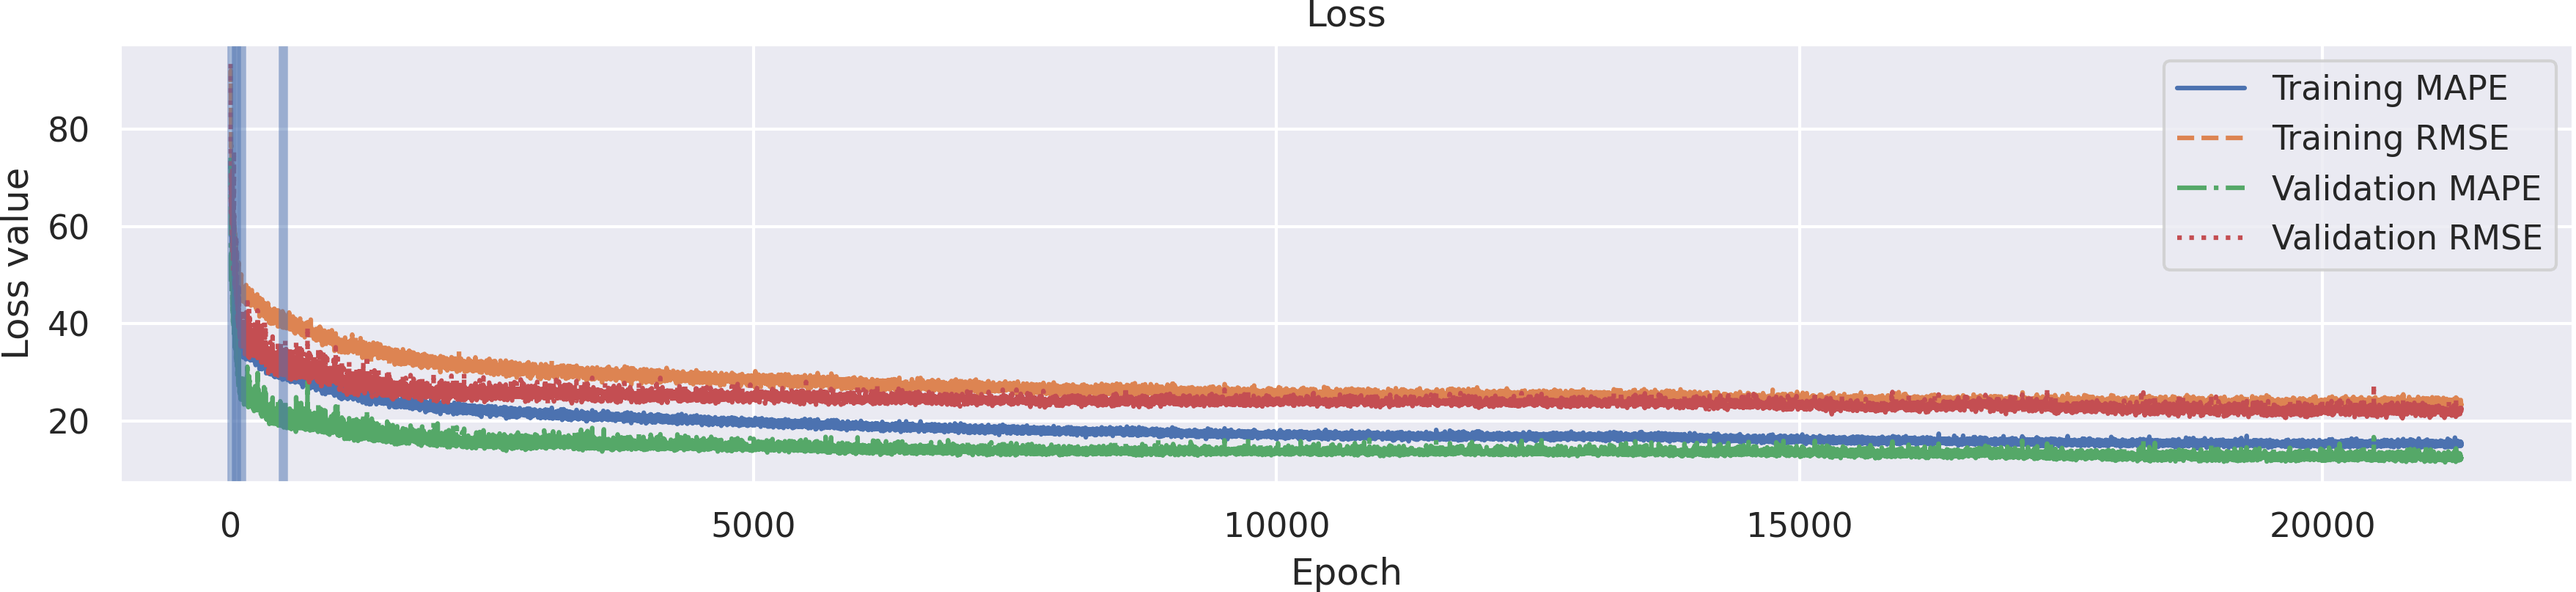 Loss
Loss value
80
60
40
20
0
5000
10000
15000
20000
Epoch
Training MAPE
Training RMSE
Validation MAPE
Validation RMSE